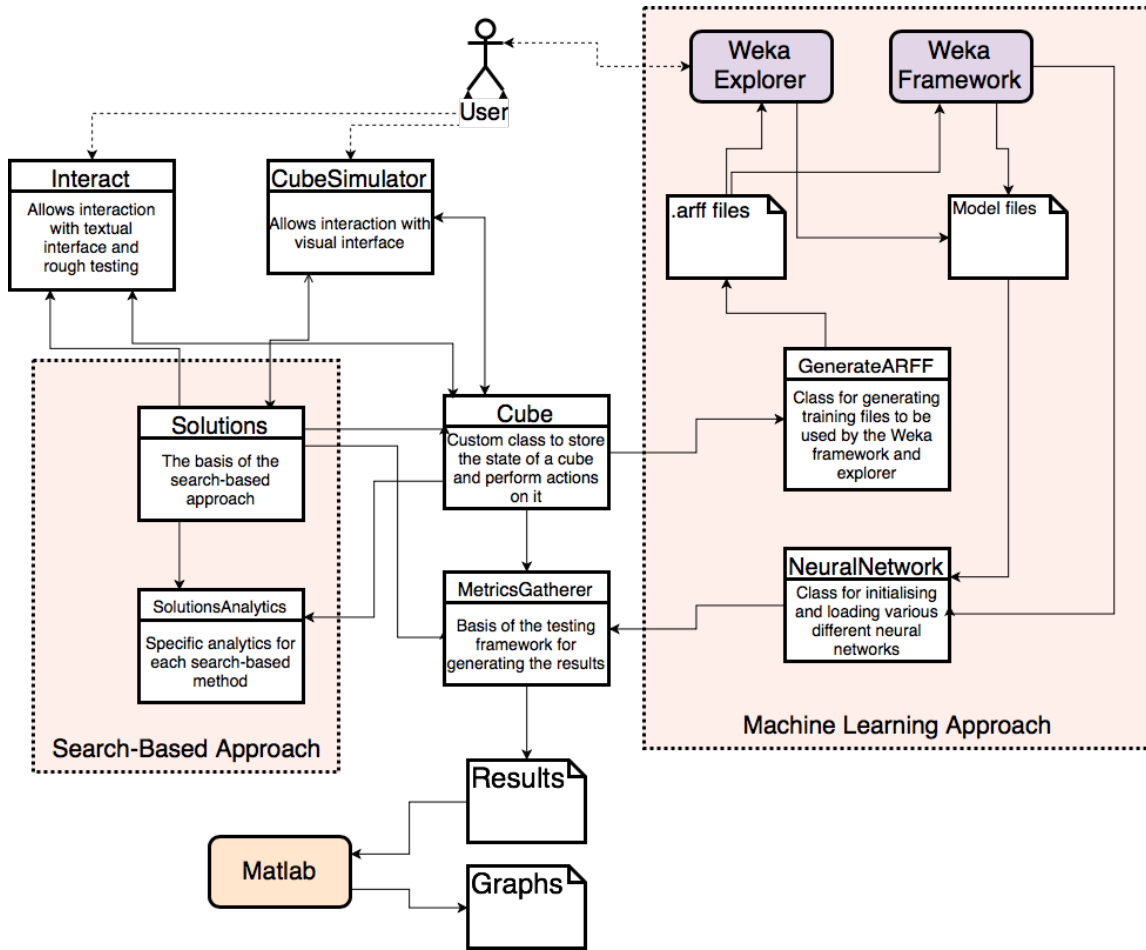 User
Weka
Explorer
Weka
Framework
Interact
Allows interaction
with textual
interface and
rough testing
CubeSimulator
Allows interaction with
visual interface
.arff files
Model files
GenerateARFF
Class for generating
training files to be
used by the Weka
framework and
explorer
Solutions
The basis of the
search-based
approach
Cube
Custom class to store
the state of a cube
and perform actions
on it
SolutionsAnalytics
Specific analytics for
each search-based
method
MetricsGatherer
Basis of the testing
framework for
generating the results
NeuralNetwork
Class for initialising
and loading various
different neural
networks
Search-Based Approach
Machine Learning Approach
Results
Matlab
Graphs